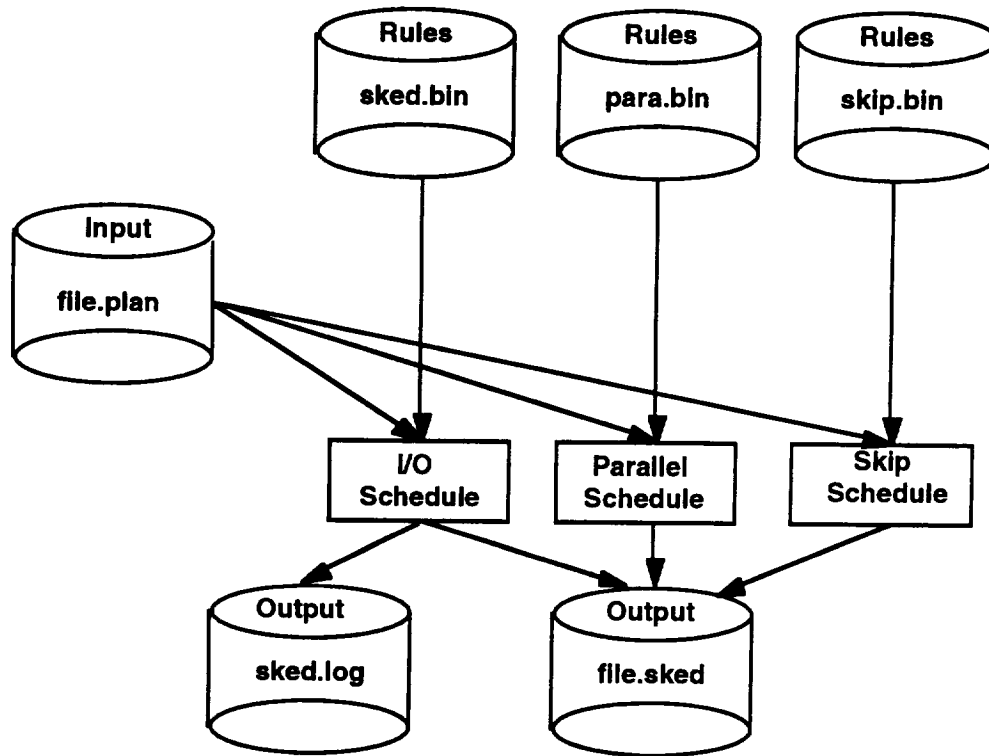 Rules
sked.bin
Rules
para.bin
Rules
skip.bin
Input
file.plan
I/O
Schedule
Parallel
Schedule
Skip
Schedule
Output
sked.log
Output
file.sked